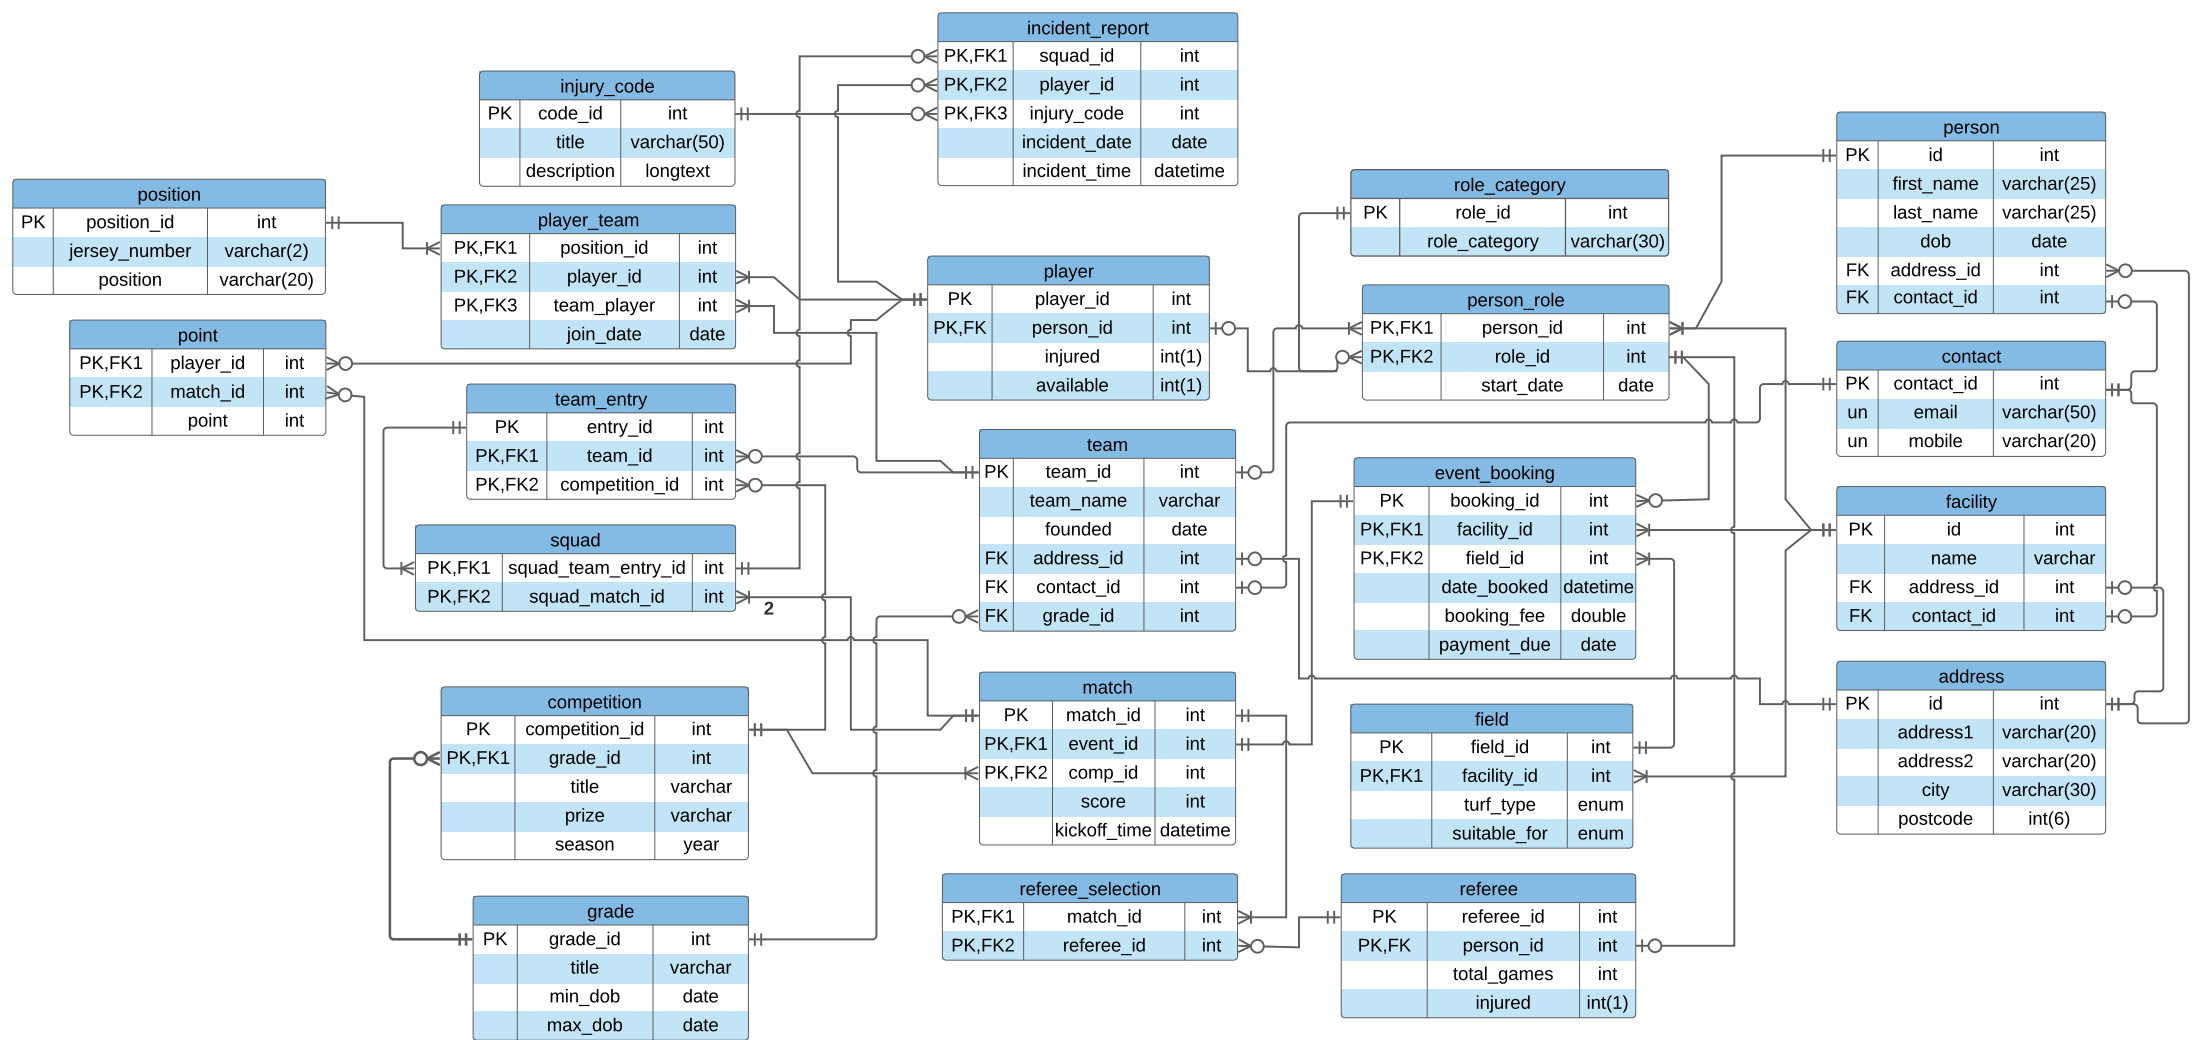 incident_report
PK,FK1 squad_id int
PK,FK2 player_id int
PK,FK3 injury_code int
incident_date date
incident_time datetime
injury_code
PK code_id int
title varchar(50)
description longtext
person
PK id int
first_name varchar(25)
last_name varchar(25)
dob date
FK address_id int
FK contact_id int
role_category
PK role_id int
role_category varchar(30)
position
PK position_id int
jersey_number varchar(2)
position varchar(20)
player_team
PK,FK1 position_id int
PK,FK2 player_id int
PK,FK3 team_player int
join_date date
player
PK player_id int
PK,FK person_id int
injured int(1)
available int(1)
person_role
PK,FK1 person_id int
PK,FK2 role_id int
start_date date
point
PK,FK1 player_id int
PK,FK2 match_id int
point int
contact
PK contact_id int
un email varchar(50)
un mobile varchar(20)
team_entry
PK entry_id int
PK,FK1 team_id int
PK,FK2 competition_id int
team
PK team_id int
team_name varchar
founded date
FK address_id int
FK contact_id int
FK grade_id int
event_booking
PK booking_id int
PK,FK1 facility_id int
PK,FK2 field_id int
date_booked datetime
booking_fee double
payment_due date
facility
PK id int
name varchar
FK address_id int
FK contact_id int
squad
PK,FK1 squad_team_entry_id int
PK,FK2 squad_match_id int
2
address
PK id int
address1 varchar(20)
address2 varchar(20)
city varchar(30)
postcode int(6)
match
PK match_id int
PK,FK1 event_id int
PK,FK2 comp_id int
score int
kickoff_time datetime
competition
PK competition_id int
PK,FK1 grade_id int
title varchar
prize varchar
season year
field
PK field_id int
PK,FK1 facility_id int
turf_type enum
suitable_for enum
referee_selection
PK,FK1 match_id int
PK,FK2 referee_id int
referee
PK referee_id int
PK,FK person_id int
total_games int
injured int(1)
grade
PK grade_id int
title varchar
min_dob date
max_dob date